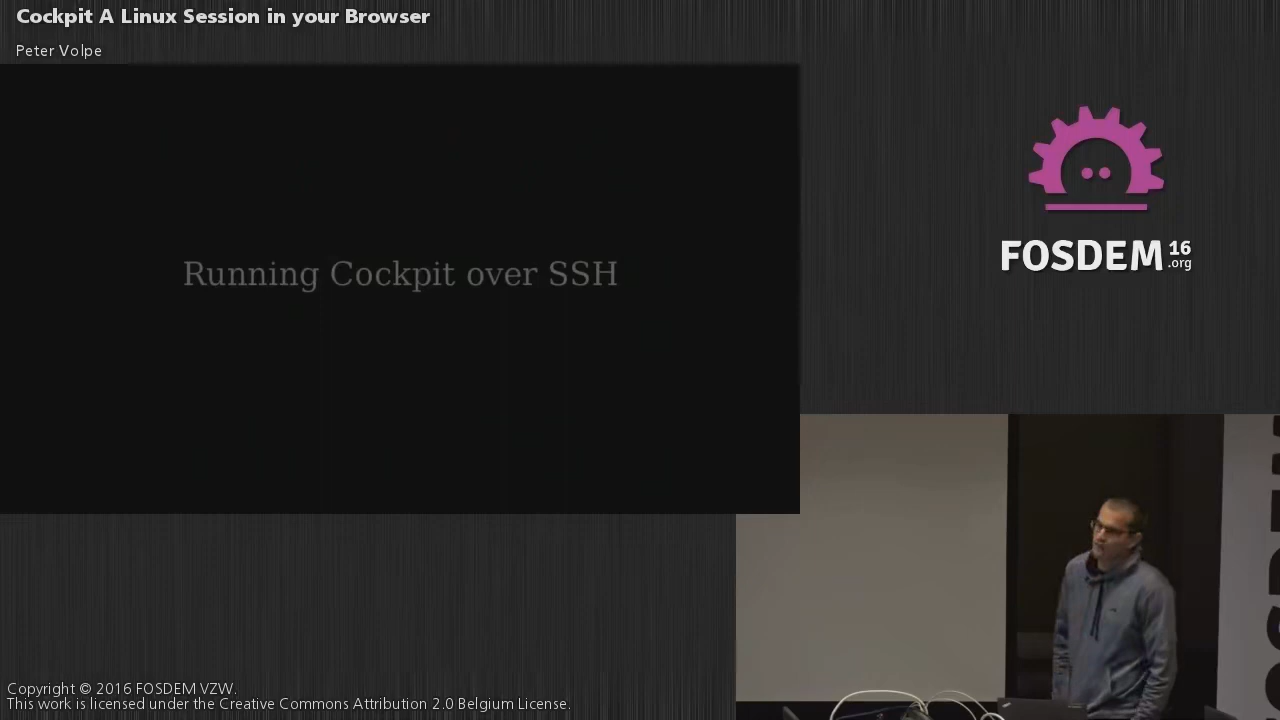 Cockpit A Linux Session in your Browser
Peter Volpe
Running Cockpit over SSH
FOSDEM 16
.org
Copyright © 2016 FOSDEM VZW.
This work is licensed under the Creative Commons Attribution 2.0 Belgium License.